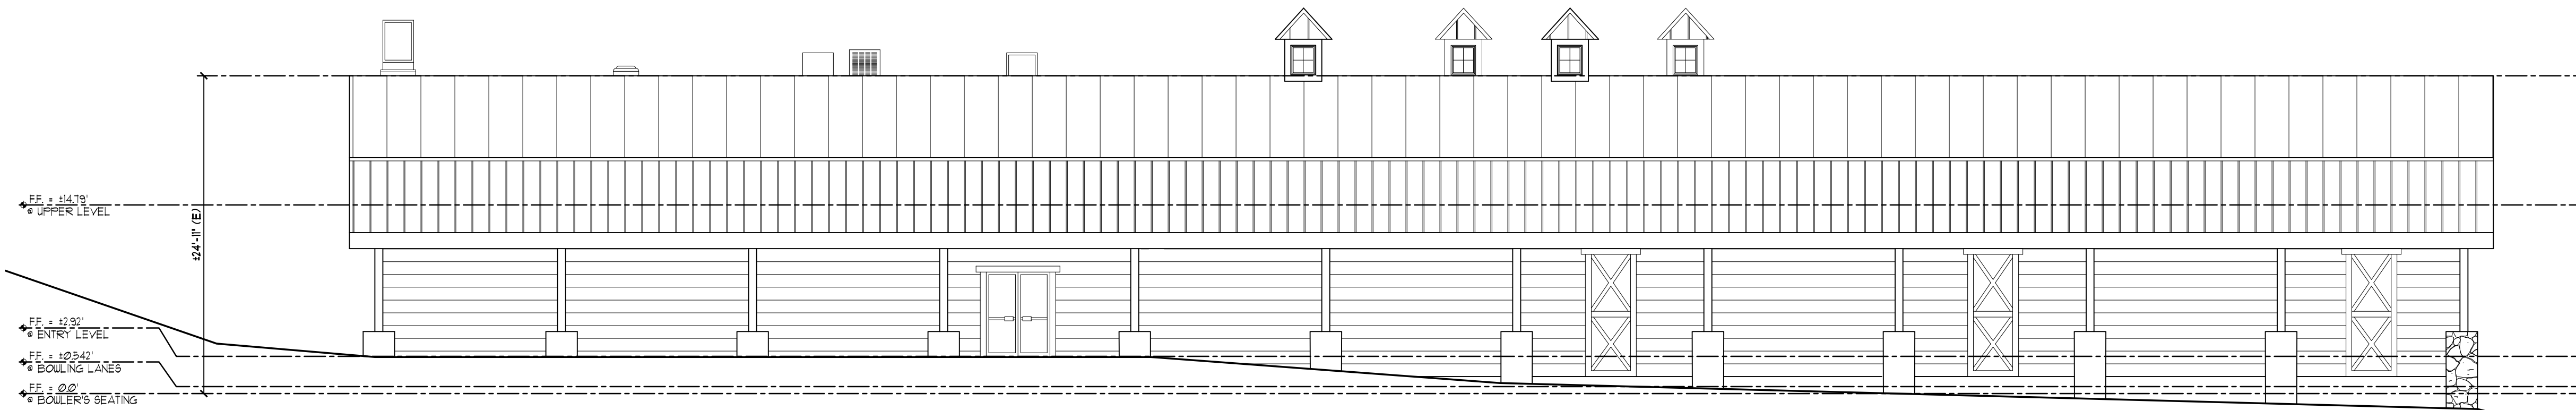 F.F. = ±14.79'
@ UPPER LEVEL
±24'-11" (E)
F.F. = ±2.92'
@ ENTRY LEVEL
F.F. = ±0.542'
@ BOWLING LANES
F.F. = 0.0'
@ BOWLER'S SEATING